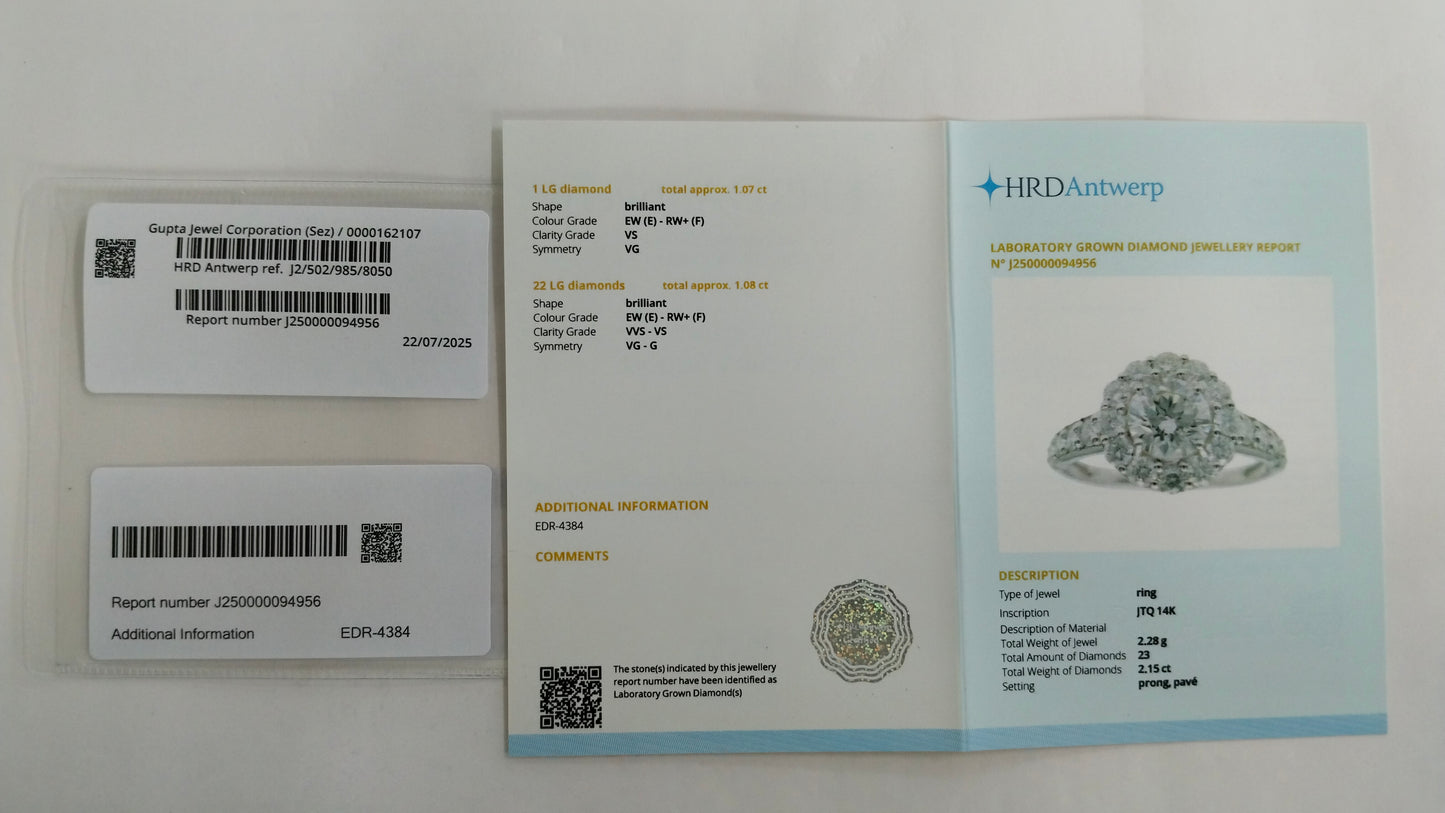 Gupta Jewel Corporation (Sez) / 0000162107
HRD Antwerp ref. J2/502/985/8050
Report number J250000094956
22/07/2025
Report number J250000094956
Additional Information EDR-4384
1 LG diamond total approx. 1.07 ct
Shape brilliant
Colour Grade EW (E) - RW+ (F)
Clarity Grade VS
Symmetry VG
22 LG diamonds total approx. 1.08 ct
Shape brilliant
Colour Grade EW (E) - RW+ (F)
Clarity Grade VVS - VS
Symmetry VG - G
ADDITIONAL INFORMATION
EDR-4384
COMMENTS
The stone(s) indicated by this jewellery
report number have been identified as
Laboratory Grown Diamond(s)
HRDAntwerp
LABORATORY GROWN DIAMOND JEWELLERY REPORT
N° J250000094956
DESCRIPTION
Type of Jewel ring
Inscription JTQ 14K
Description of Material
Total Weight of Jewel 2.28 g
Total Amount of Diamonds 23
Total Weight of Diamonds 2.15 ct
Setting prong, pavé